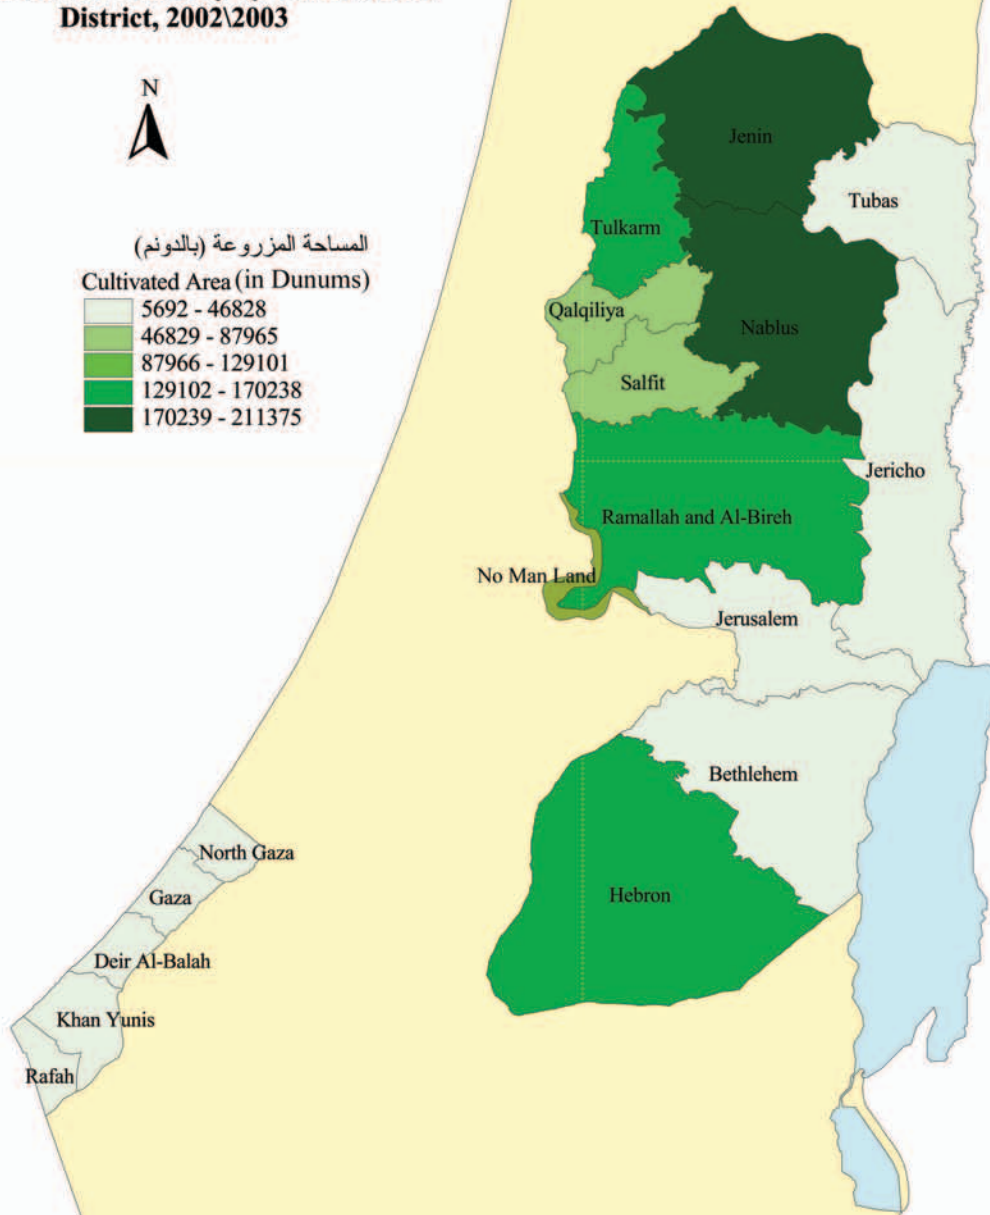 District, 2002\2003
N
المساحة المزروعة (بالدونم)
Cultivated Area (in Dunums)
5692 - 46828
46829 - 87965
87966 - 129101
129102 - 170238
170239 - 211375
Jenin
Tubas
Tulkarm
Qalqiliya
Nablus
Salfit
Jericho
Ramallah and Al-Bireh
No Man Land
Jerusalem
Bethlehem
North Gaza
Gaza
Hebron
Deir Al-Balah
Khan Yunis
Rafah